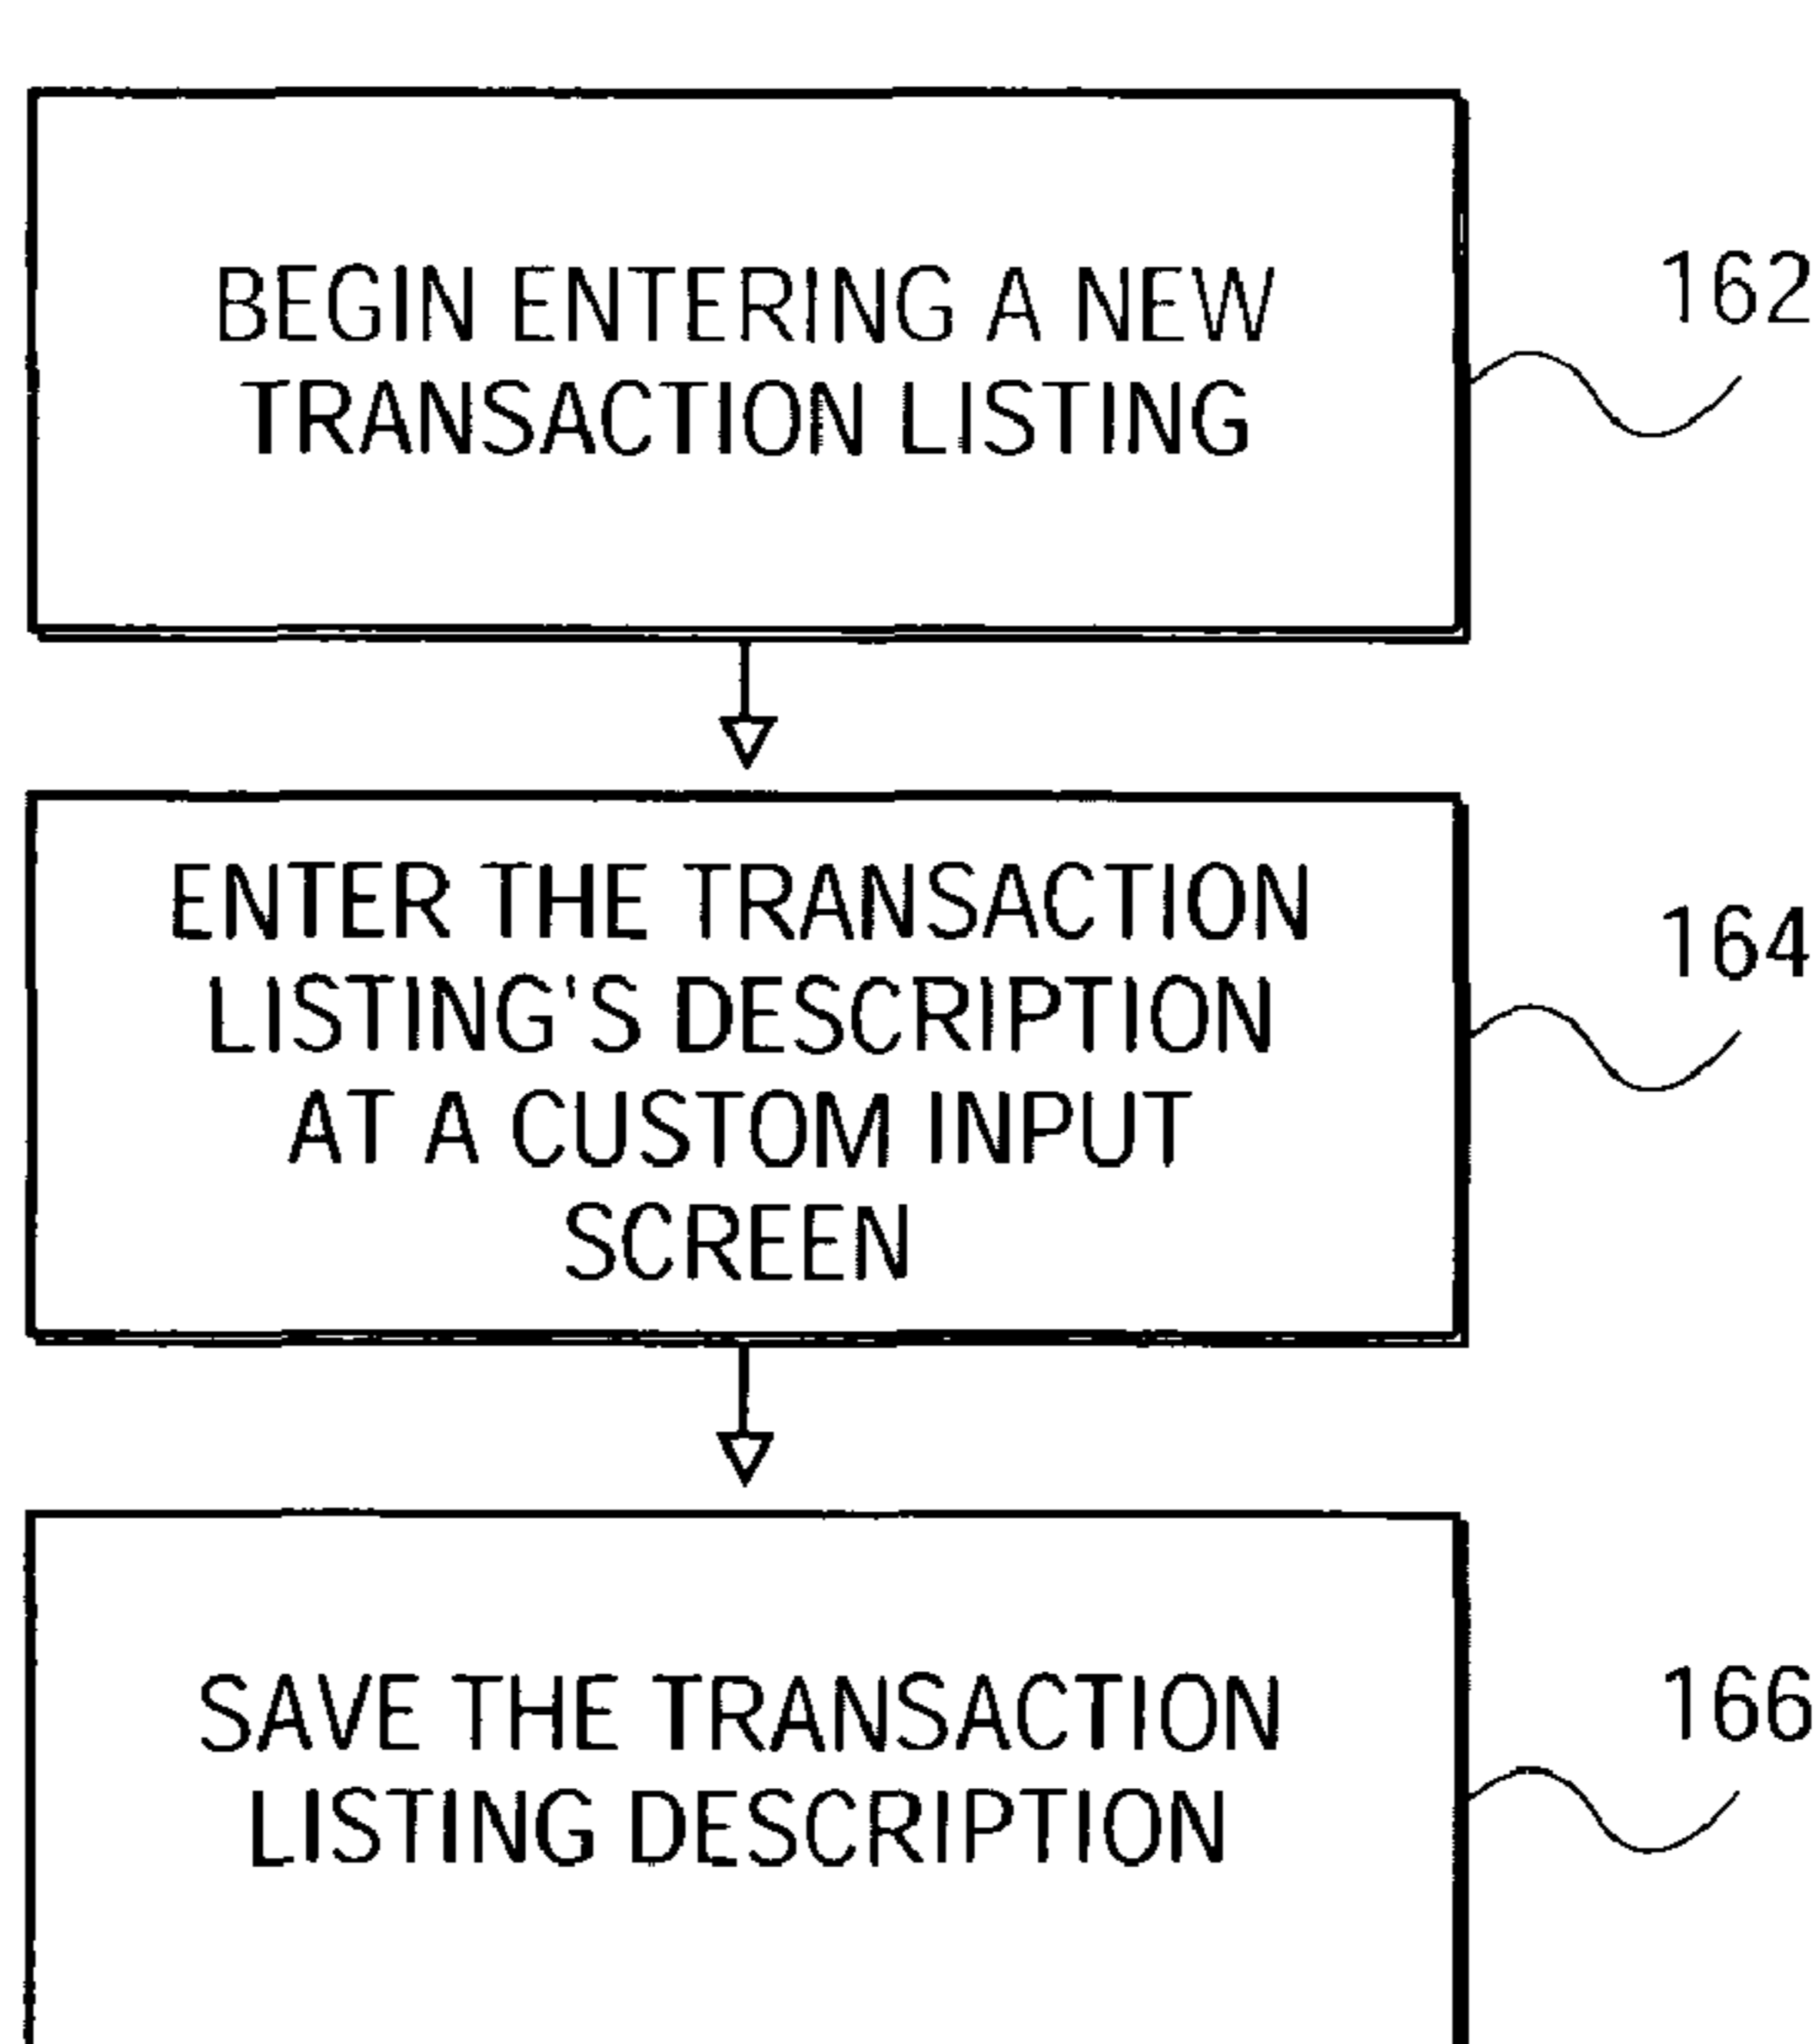 BEGIN ENTERING A NEW
TRANSACTION LISTING
162
ENTER THE TRANSACTION
LISTING'S DESCRIPTION
AT A CUSTOM INPUT
SCREEN
164
SAVE THE TRANSACTION
LISTING DESCRIPTION
166